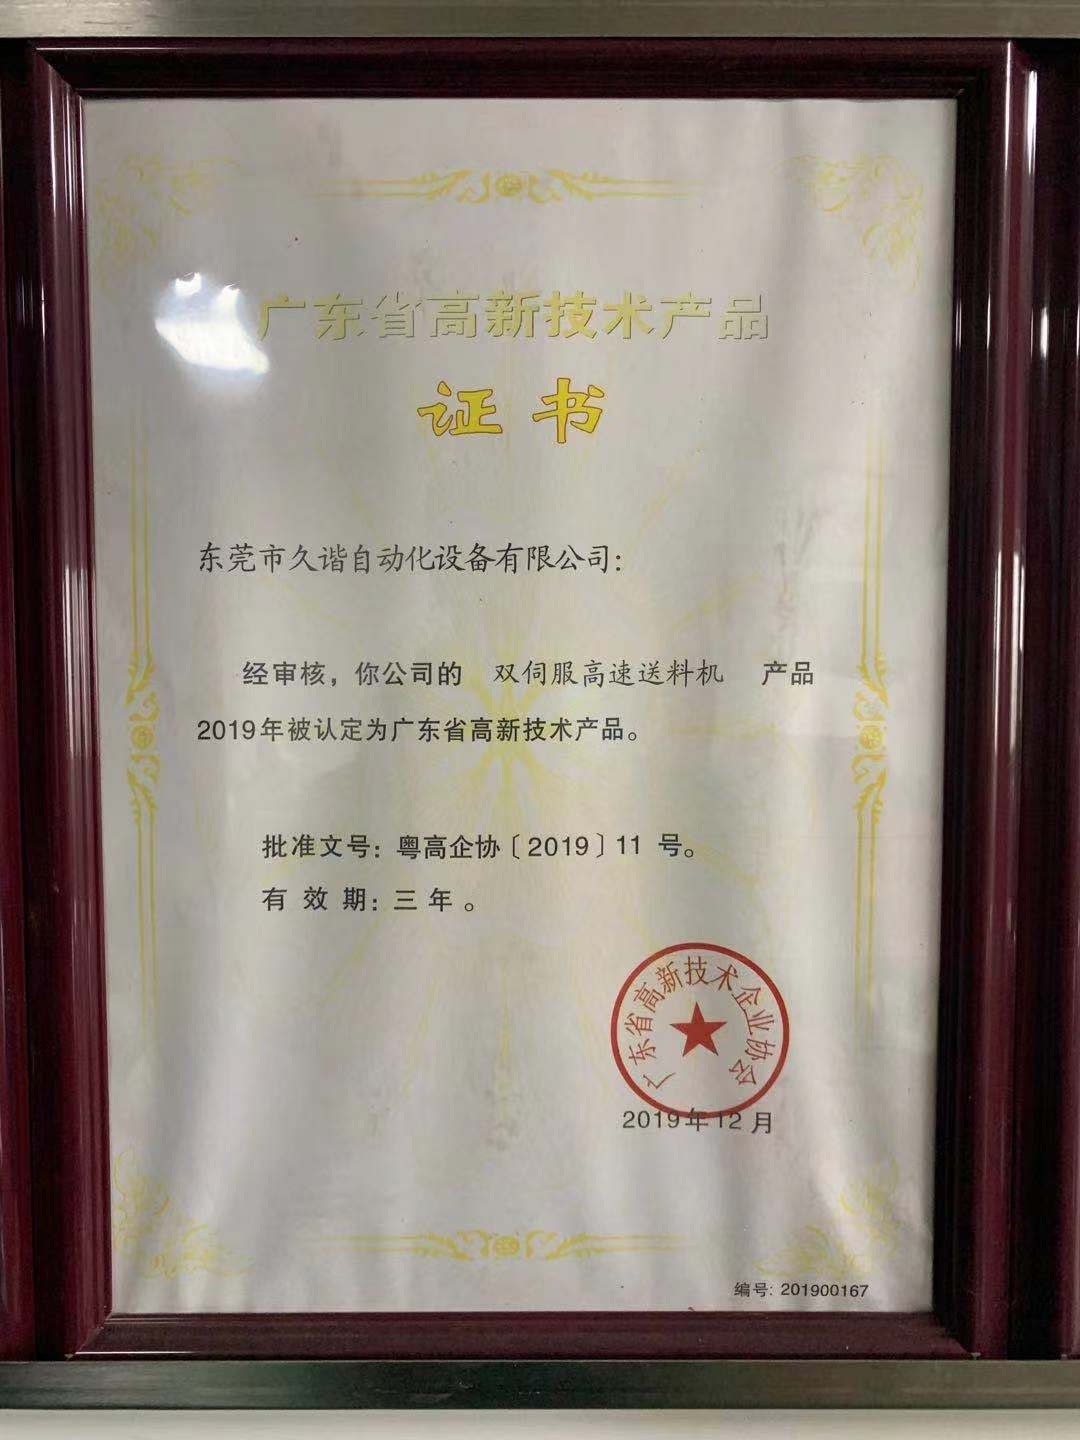 广东省高新技术产品
证书
东莞市久谐自动化设备有限公司：
经审核，你公司的 双伺服高速送料机 产品
2019年被认定为广东省高新技术产品。
批准文号：粤高企协〔2019〕11 号。
有 效 期：三 年 。
广东省高新技术企业协会
2019年12月
编号: 201900167